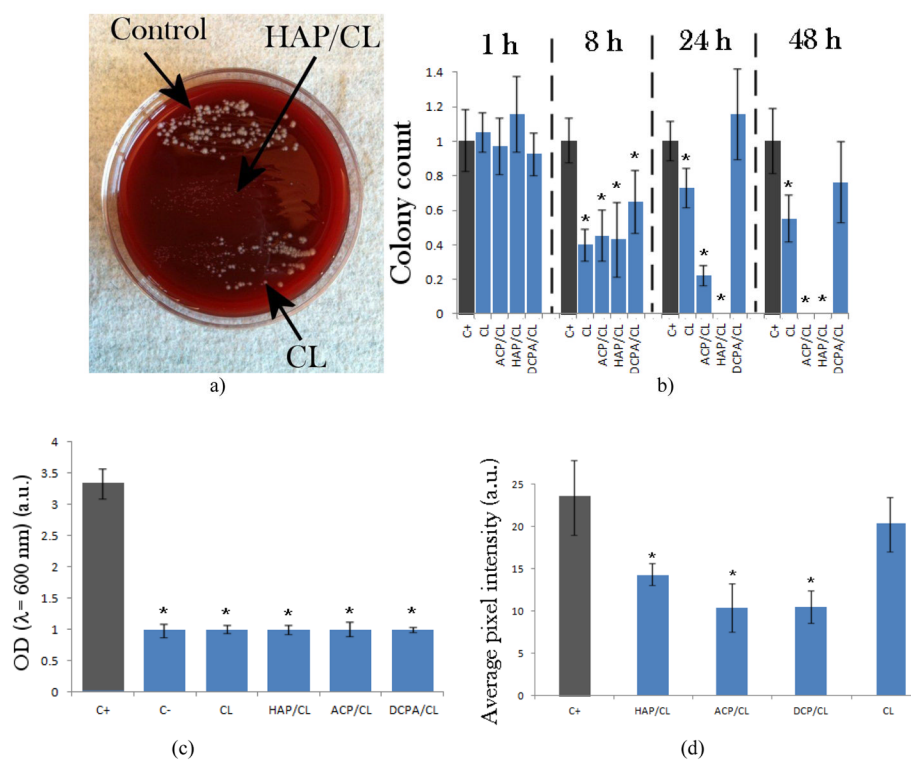 Control
HAP/CL
CL
a)
1 h
8 h
24 h
48 h
Colony count
1.4
1.2
1
0.8
0.6
0.4
0.2
0
*
*
*
*
*
*
*
*
*
*
C+
CL
ACP/CL
HAP/CL
DCPA/CL
C+
CL
ACP/CL
HAP/CL
DCPA/CL
C+
CL
ACP/CL
HAP/CL
DCPA/CL
C+
CL
ACP/CL
HAP/CL
DCPA/CL
b)
OD (λ= 600 nm) (a.u.)
4
3.5
3
2.5
2
1.5
1
0.5
0
* * * * *
C+ C- CL HAP/CL ACP/CL DCPA/CL
(c)
Average pixel intensity (a.u.)
25
20
15
10
5
0
* * *
C+ HAP/CL ACP/CL DCP/CL CL
(d)